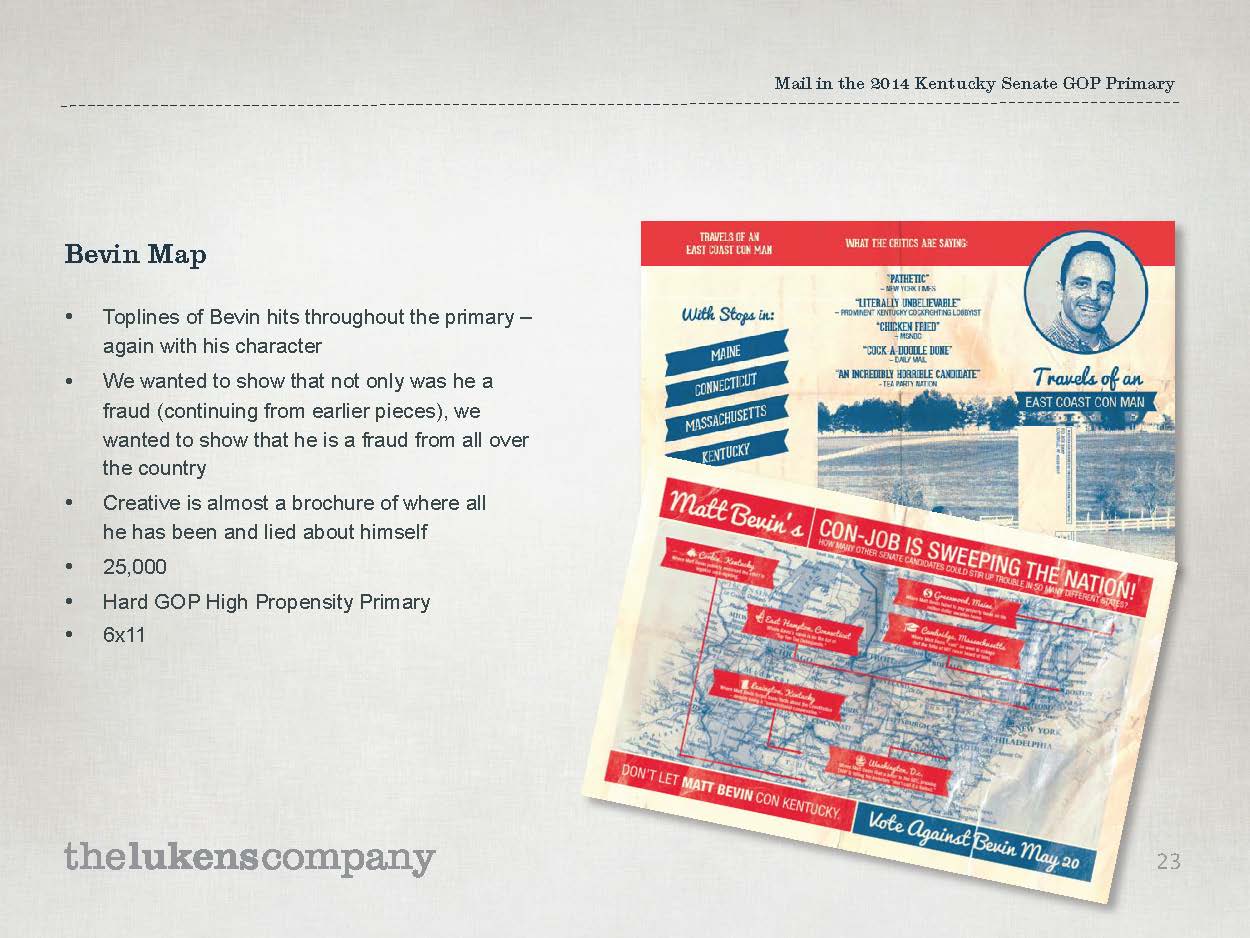 Mail in the 2014 Kentucky Senate GOP Primary
Bevin Map
• Toplines of Bevin hits throughout the primary –
again with his character
• We wanted to show that not only was he a
fraud (continuing from earlier pieces), we
wanted to show that he is a fraud from all over
the country
• Creative is almost a brochure of where all
he has been and lied about himself
• 25,000
• Hard GOP High Propensity Primary
• 6x11
TRAVELS OF AN
EAST COAST CON MAN
With Stops in:
MAINE
CONNECTICUT
MASSACHUSETTS
KENTUCKY
WHAT THE CRITICS ARE SAYING:
"PATHETIC"
– NEW YORK TIMES
"LITERALLY UNBELIEVABLE"
– PROMINENT KENTUCKY COCKFIGHTING LOBBYIST
"CHICKEN FRIED"
– MSNBC
"COCK-A-DOODLE DONE"
– DAILY MAIL
"AN INCREDIBLY HORRIBLE CANDIDATE"
- TEA PARTY NATION
Travels of an
EAST COAST CON MAN
Matt Bevin's
CON-JOB IS SWEEPING THE NATION!
HOW MANY OTHER SENATE CANDIDATES COULD STIR UP TROUBLE IN SO MANY DIFFERENT STATES?
Corbin, Kentucky
Greenwood, Maine
East Hampton, Connecticut
Cambridge, Massachusetts
Lexington, Kentucky
Washington, D.C.
CINCINNATI
BOSTON
NEW YORK
PHILADELPHIA
DON'T LET MATT BEVIN CON KENTUCKY.
Vote Against Bevin May 20
thelukenscompany
23